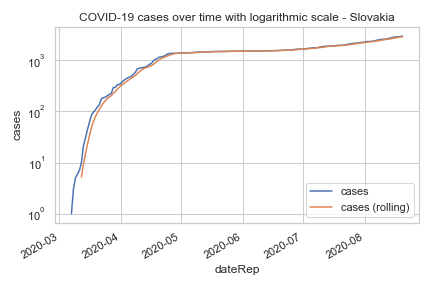 COVID-19 cases over time with logarithmic scale - Slovakia
10³
10²
10¹
10⁰
cases
cases
cases (rolling)
2020-03
2020-04
2020-05
2020-06
2020-07
2020-08
dateRep